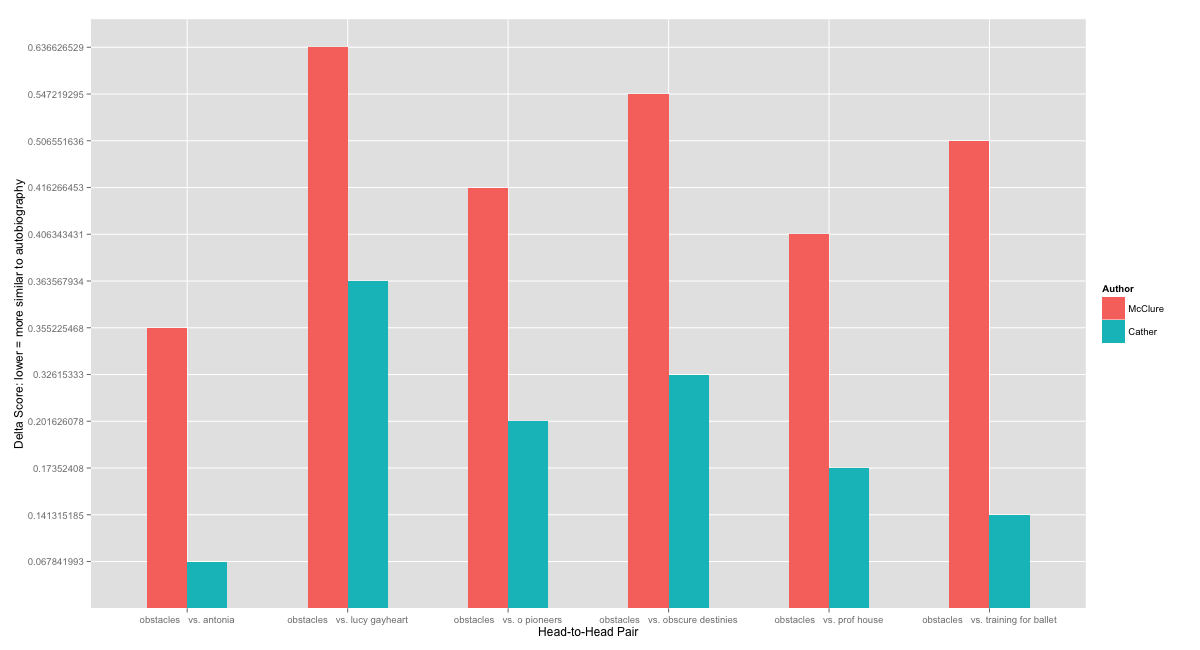 0.636626529
0.547219295
0.506551636
0.416266453
0.406343431
0.363567934
0.355225468
0.32615333
0.201626078
0.17352408
0.141315185
0.067841993
Delta Score: lower = more similar to autobiography
obstacles vs. antonia
obstacles vs. lucy gayheart
obstacles vs. o pioneers
obstacles vs. obscure destinies
obstacles vs. prof house
obstacles vs. training for ballet
Head-to-Head Pair
Author
McClure
Cather